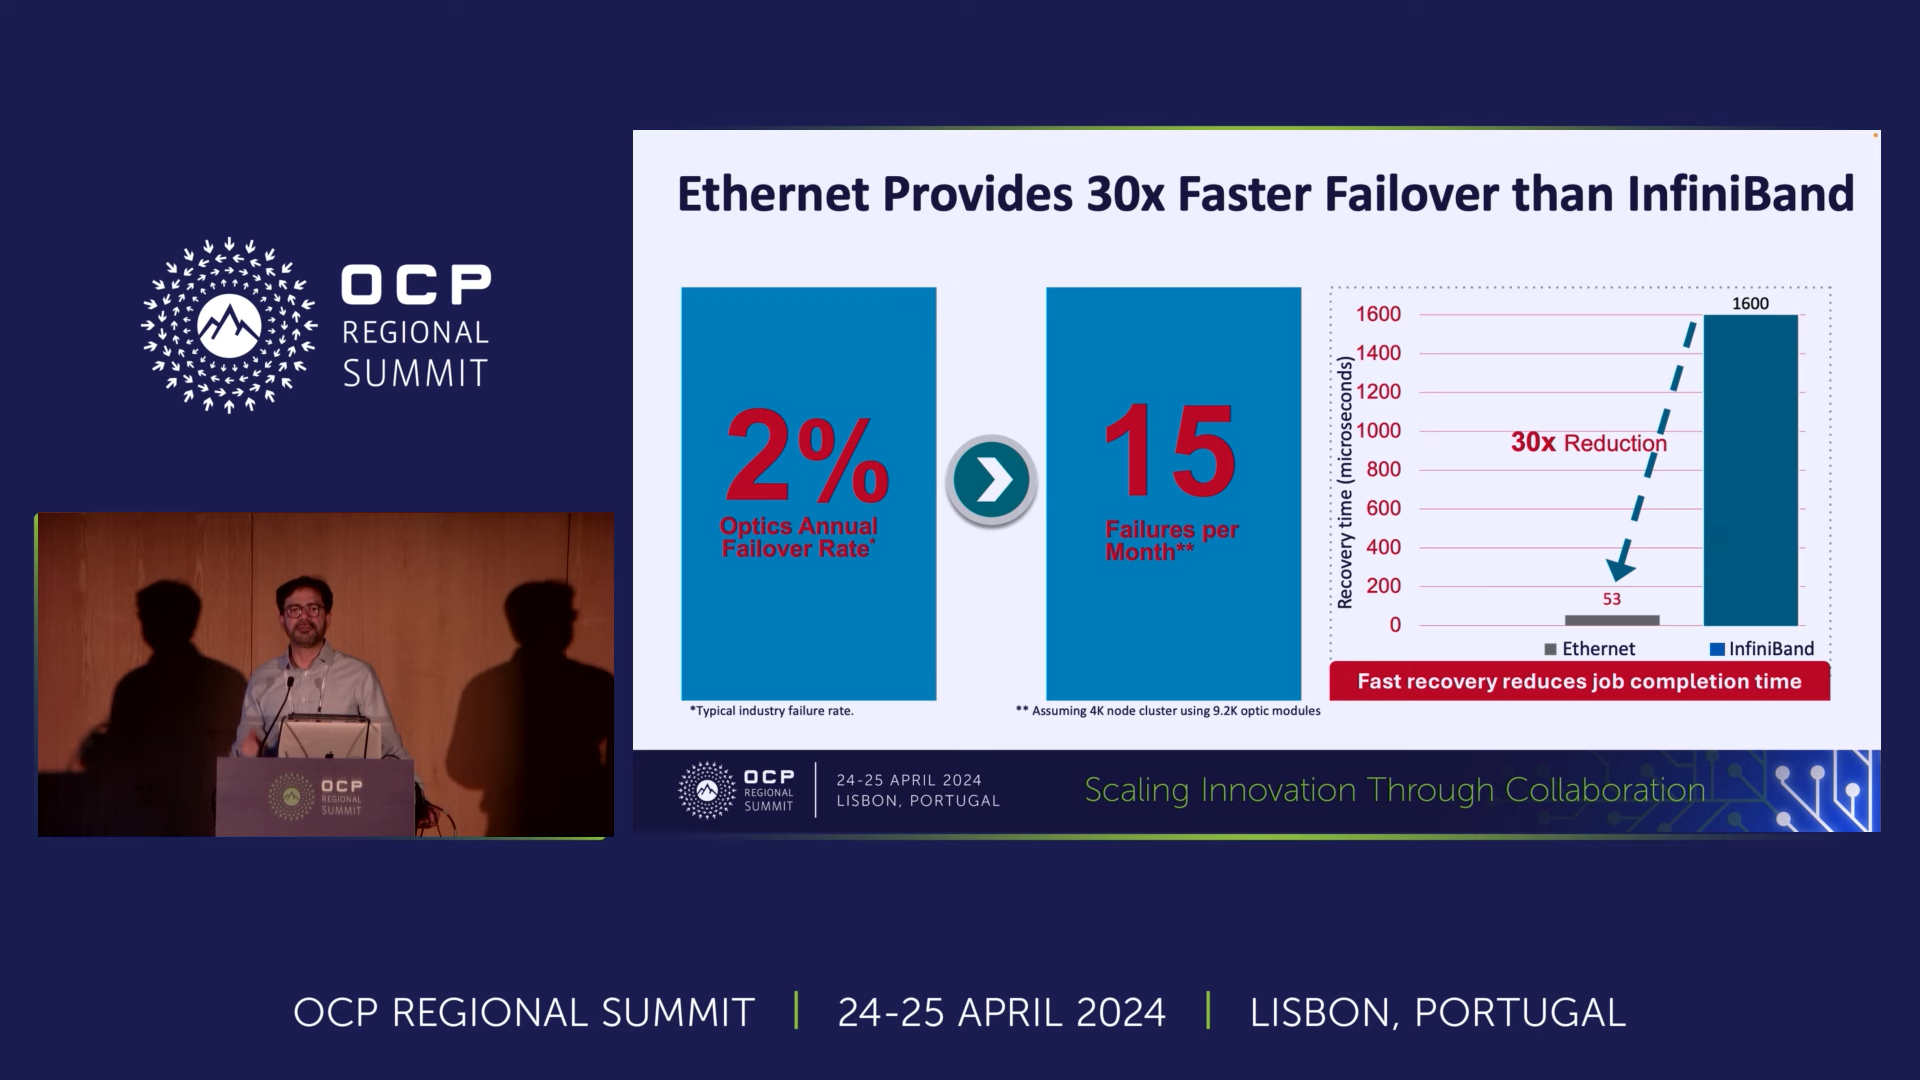 OCP
REGIONAL
SUMMIT
OCP
REGIONAL
SUMMIT
Ethernet Provides 30x Faster Failover than InfiniBand
2%
Optics Annual
Failover Rate*
*Typical industry failure rate.
15
Failures per
Month**
** Assuming 4K node cluster using 9.2K optic modules
Recovery time (microseconds)
1600
1400
1200
1000
800
600
400
200
0
1600
30x Reduction
53
Ethernet
InfiniBand
Fast recovery reduces job completion time
OCP
REGIONAL
SUMMIT
24-25 APRIL 2024
LISBON, PORTUGAL
Scaling Innovation Through Collaboration
OCP REGIONAL SUMMIT | 24-25 APRIL 2024 | LISBON, PORTUGAL